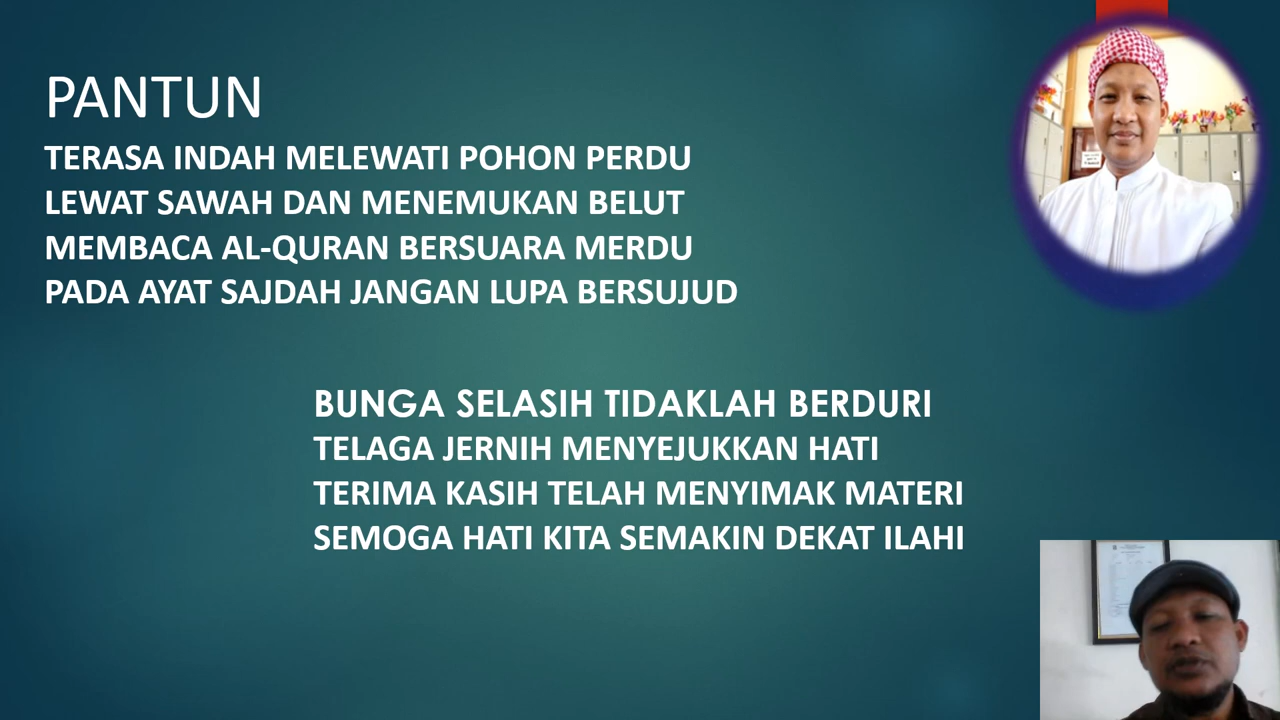 PANTUN
TERASA INDAH MELEWATI POHON PERDU
LEWAT SAWAH DAN MENEMUKAN BELUT
MEMBACA AL-QURAN BERSUARA MERDU
PADA AYAT SAJDAH JANGAN LUPA BERSUJUD
BUNGA SELASIH TIDAKLAH BERDURI
TELAGA JERNIH MENYEJUKKAN HATI
TERIMA KASIH TELAH MENYIMAK MATERI
SEMOGA HATI KITA SEMAKIN DEKAT ILAHI